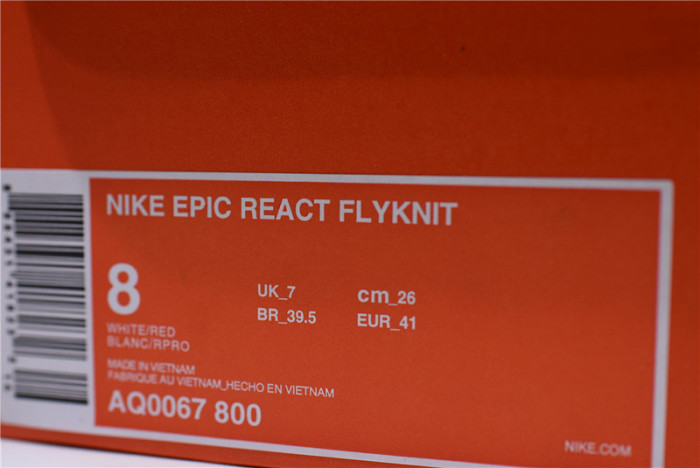 NIKE EPIC REACT FLYKNIT
8
UK_7 cm_26
BR_39.5 EUR_41
WHITE/RED
BLANC/RPRO
MADE IN VIETNAM
FABRIQUE AU VIETNAM_HECHO EN VIETNAM
AQ0067 800
NIKE.COM